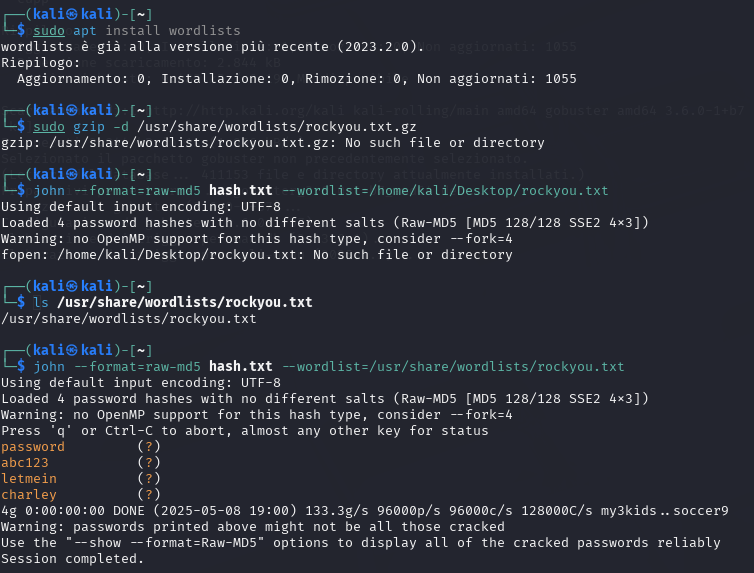 ┌──(kali㉿kali)-[~]
└─$ sudo apt install wordlists
wordlists è già alla versione più recente (2023.2.0).
Riepilogo:
  Aggiornamento: 0, Installazione: 0, Rimozione: 0, Non aggiornati: 1055
┌──(kali㉿kali)-[~]
└─$ sudo gzip -d /usr/share/wordlists/rockyou.txt.gz
gzip: /usr/share/wordlists/rockyou.txt.gz: No such file or directory
┌──(kali㉿kali)-[~]
└─$ john --format=raw-md5 hash.txt --wordlist=/home/kali/Desktop/rockyou.txt
Using default input encoding: UTF-8
Loaded 4 password hashes with no different salts (Raw-MD5 [MD5 128/128 SSE2 4x3])
Warning: no OpenMP support for this hash type, consider --fork=4
fopen: /home/kali/Desktop/rockyou.txt: No such file or directory
┌──(kali㉿kali)-[~]
└─$ ls /usr/share/wordlists/rockyou.txt
/usr/share/wordlists/rockyou.txt
┌──(kali㉿kali)-[~]
└─$ john --format=raw-md5 hash.txt --wordlist=/usr/share/wordlists/rockyou.txt
Using default input encoding: UTF-8
Loaded 4 password hashes with no different salts (Raw-MD5 [MD5 128/128 SSE2 4x3])
Warning: no OpenMP support for this hash type, consider --fork=4
Press 'q' or Ctrl-C to abort, almost any other key for status
password         (?)
abc123           (?)
letmein          (?)
charley          (?)
4g 0:00:00:00 DONE (2025-05-08 19:00) 133.3g/s 96000p/s 96000c/s 128000C/s my3kids..soccer9
Warning: passwords printed above might not be all those cracked
Use the "--show --format=Raw-MD5" options to display all of the cracked passwords reliably
Session completed.